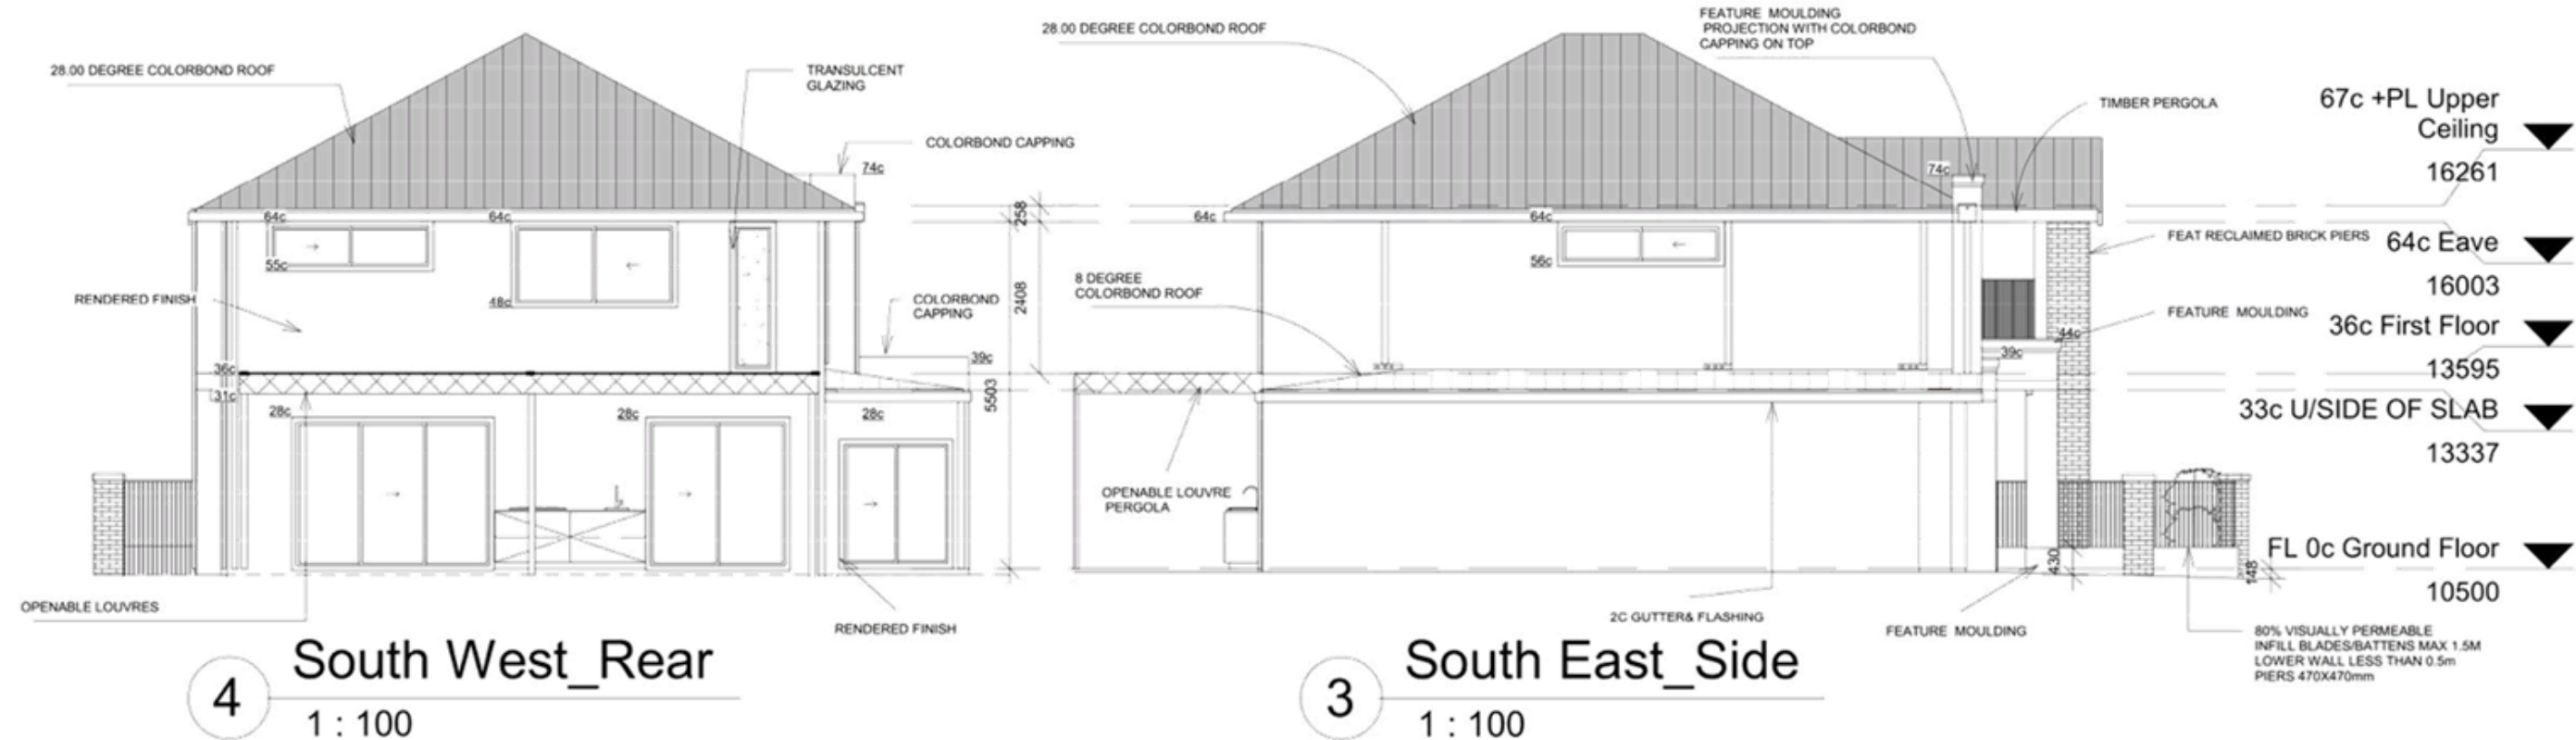 28.00 DEGREE COLORBOND ROOF
TRANSULCENT
GLAZING
COLORBOND CAPPING
74c
64c
64c
258
55c
48c
RENDERED FINISH
COLORBOND
CAPPING
2408
39c
36c
31c
5503
28c
28c
28c
OPENABLE LOUVRES
RENDERED FINISH
4
South West_Rear
1 : 100
28.00 DEGREE COLORBOND ROOF
FEATURE MOULDING
PROJECTION WITH COLORBOND
CAPPING ON TOP
TIMBER PERGOLA
74c
64c
64c
56c
FEAT RECLAIMED BRICK PIERS
8 DEGREE
COLORBOND ROOF
FEATURE MOULDING
44c
39c
OPENABLE LOUVRE
PERGOLA
430
148
2C GUTTER& FLASHING
FEATURE MOULDING
80% VISUALLY PERMEABLE
INFILL BLADES/BATTENS MAX 1.5M
LOWER WALL LESS THAN 0.5m
PIERS 470X470mm
3
South East_Side
1 : 100
67c +PL Upper
Ceiling
16261
64c Eave
16003
36c First Floor
13595
33c U/SIDE OF SLAB
13337
FL 0c Ground Floor
10500